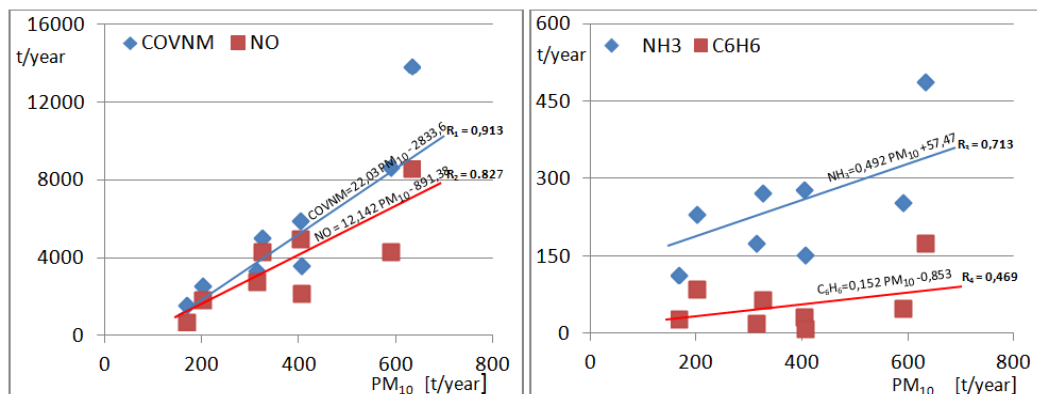 16000
t/year
COVNM NO
12000
8000
4000
0
0 200 400 600 800
PM₁₀ [t/year]
COVNM=22,03 PM₁₀-2833,6
R₁ = 0,913
NO = 12,142 PM₁₀-891,38
R₂ = 0.827
600
t/year
NH3 C6H6
450
300
150
0
0 200 400 600 800
PM₁₀ [t/year]
NH₃=0,492 PM₁₀+57,47
R₃ = 0,713
C₆H₆=0,152 PM₁₀-0,853
R₄ = 0,469